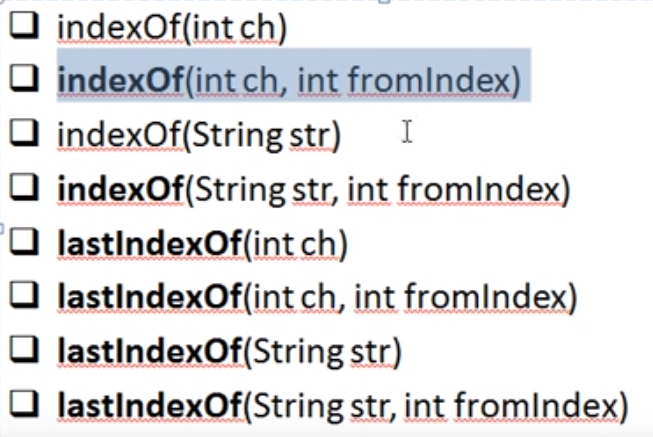 indexOf(int ch)
indexOf(int ch, int fromIndex)
indexOf(String str)
indexOf(String str, int fromIndex)
lastIndexOf(int ch)
lastIndexOf(int ch, int fromIndex)
lastIndexOf(String str)
lastIndexOf(String str, int fromIndex)